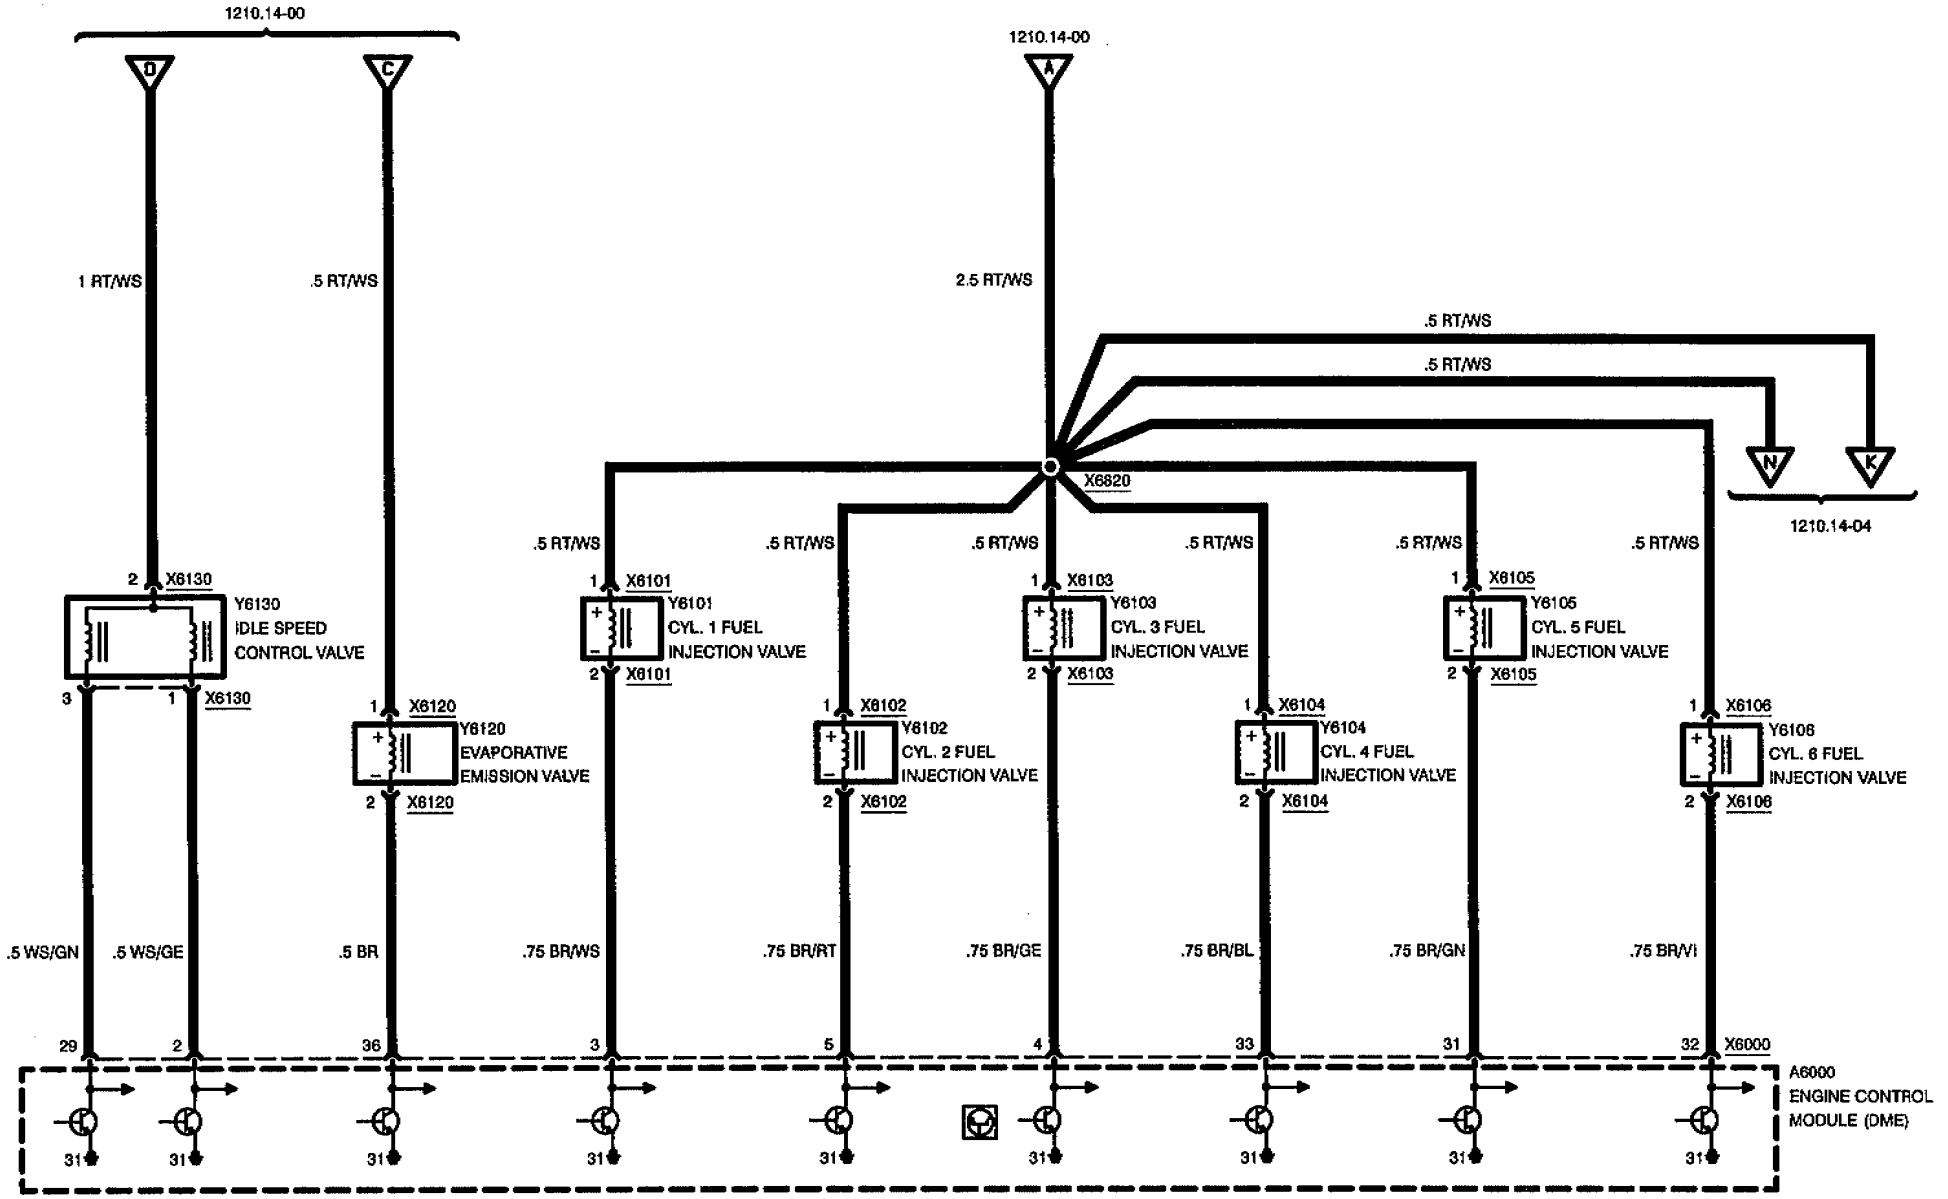 1210.14-00
1210.14-00
D
C
A
1 RT/WS
.5 RT/WS
2.5 RT/WS
.5 RT/WS
.5 RT/WS
N
K
X6820
1210.14-04
.5 RT/WS
.5 RT/WS
.5 RT/WS
.5 RT/WS
.5 RT/WS
.5 RT/WS
2 X6130
1 X6101
1 X6103
1 X6105
Y6130
IDLE SPEED
CONTROL VALVE
+
-
Y6101
CYL. 1 FUEL
INJECTION VALVE
+
-
Y6103
CYL. 3 FUEL
INJECTION VALVE
+
-
Y6105
CYL. 5 FUEL
INJECTION VALVE
3 1 X6130
2 X6101
2 X6103
2 X6105
1 X6120
1 X6102
1 X6104
1 X6106
+
-
Y6120
EVAPORATIVE
EMISSION VALVE
+
-
Y6102
CYL. 2 FUEL
INJECTION VALVE
+
-
Y6104
CYL. 4 FUEL
INJECTION VALVE
+
-
Y6106
CYL. 6 FUEL
INJECTION VALVE
2 X6120
2 X6102
2 X6104
2 X6106
.5 WS/GN
.5 WS/GE
.5 BR
.75 BR/WS
.75 BR/RT
.75 BR/GE
.75 BR/BL
.75 BR/GN
.75 BR/VI
29 2 36 3 5 4 33 31 32 X6000
A6000
ENGINE CONTROL
MODULE (DME)
31 31 31 31 31 31 31 31 31